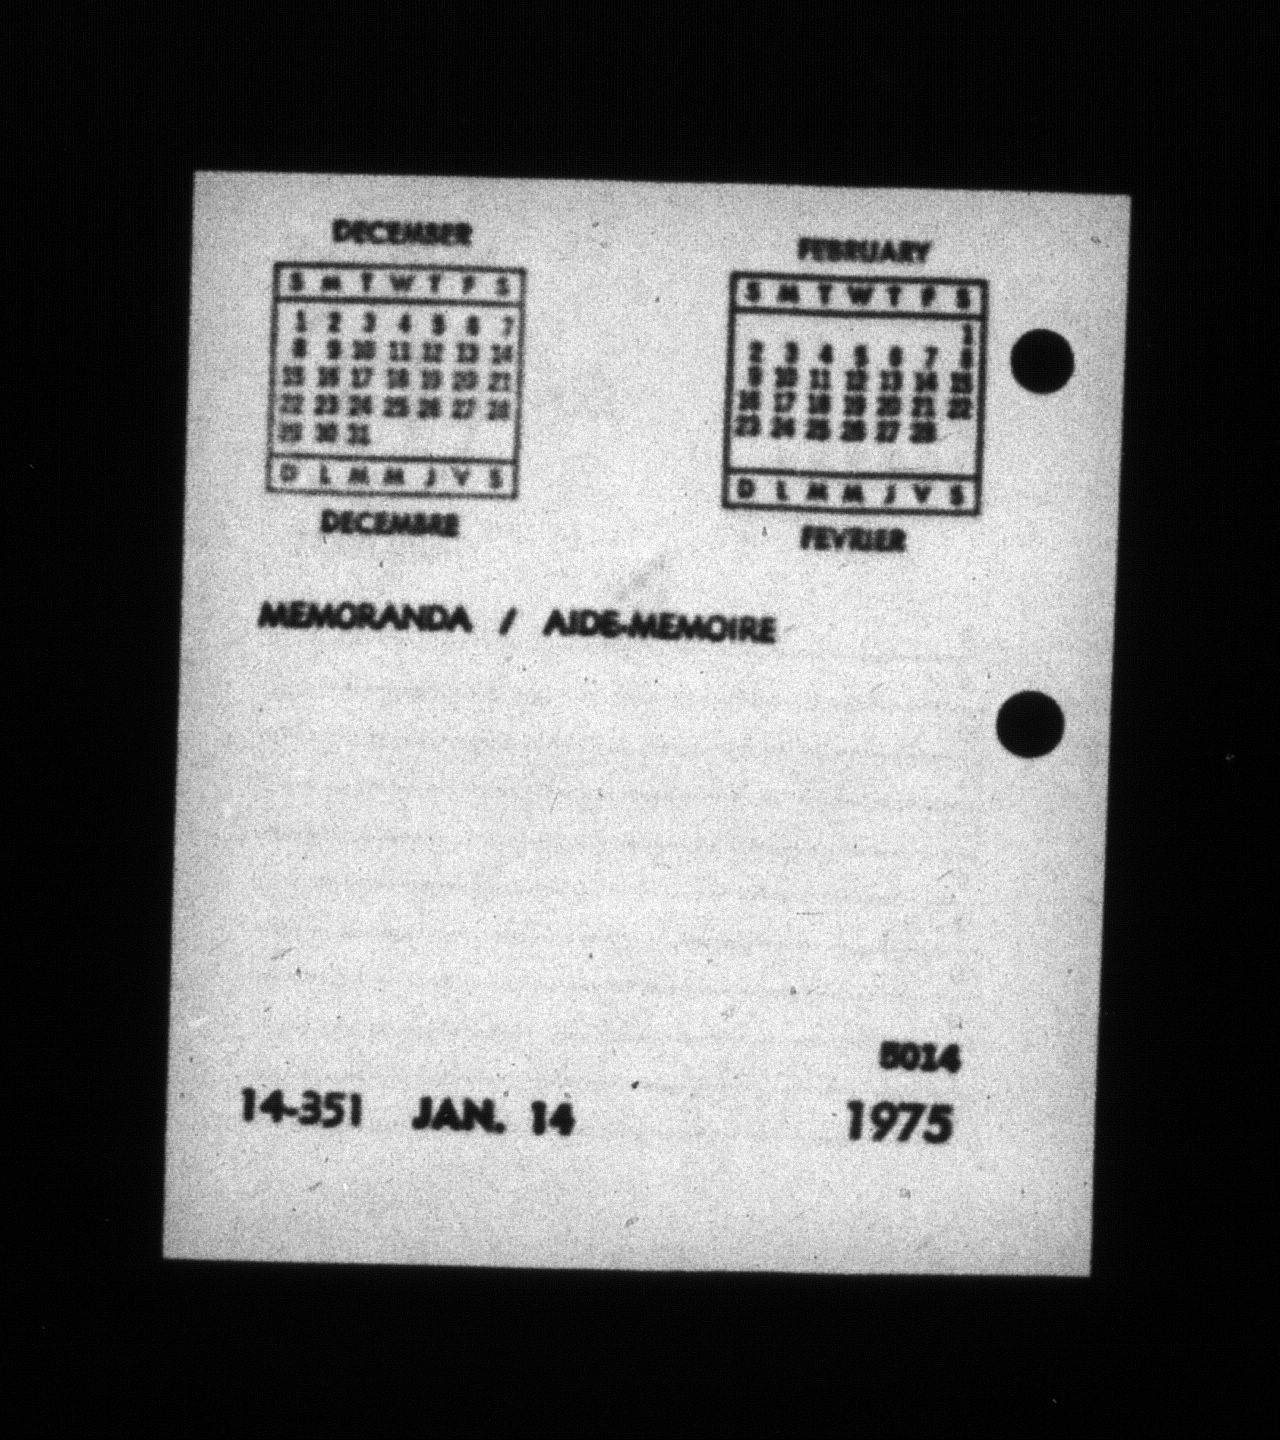 DECEMBER
S M T W T F S
1 2 3 4 5 6 7
8 9 10 11 12 13 14
15 16 17 18 19 20 21
22 23 24 25 26 27 28
29 30 31
D L M M J V S
DECEMBRE
FEBRUARY
S M T W T F S
1
2 3 4 5 6 7 8
9 10 11 12 13 14 15
16 17 18 19 20 21 22
23 24 25 26 27 28
D L M M J V S
FEVRIER
MEMORANDA / AIDE-MEMOIRE
5014
14-351 JAN. 14 1975